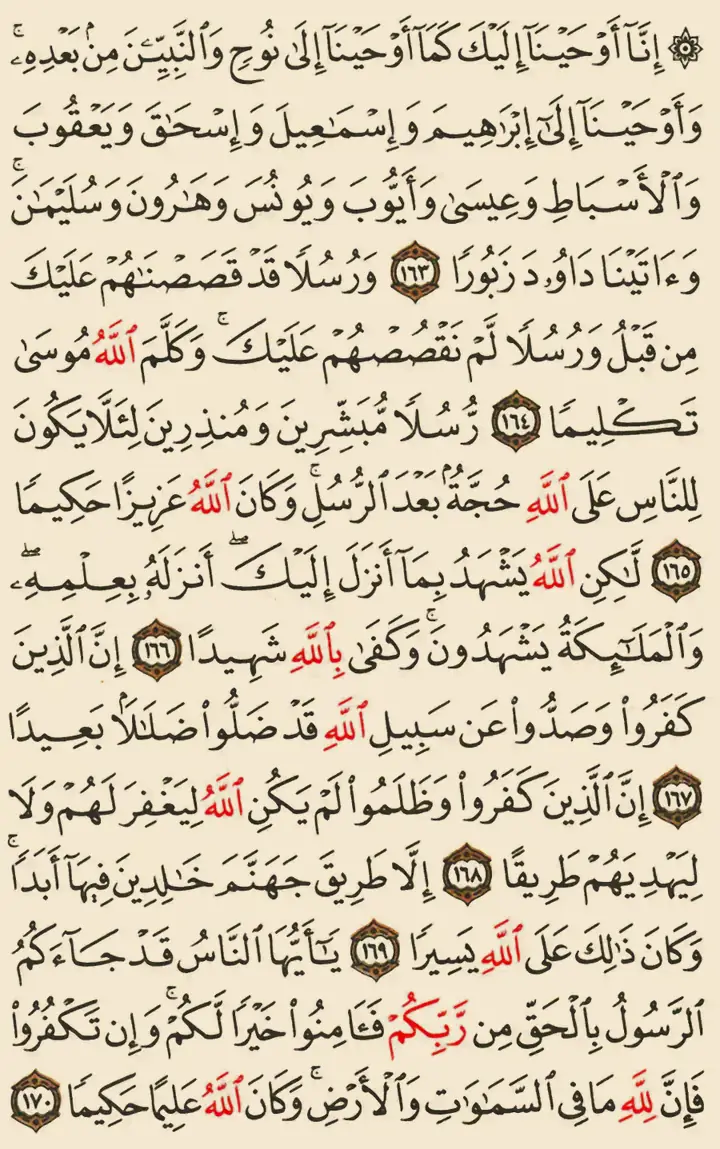 ۞ إِنَّآ أَوْحَيْنَآ إِلَيْكَ كَمَآ أَوْحَيْنَآ إِلَىٰ نُوحٍ وَٱلنَّبِيِّـۧنَ مِنۢ بَعْدِهِۦۚ
وَأَوْحَيْنَآ إِلَىٰٓ إِبْرَٰهِيمَ وَإِسْمَـٰعِيلَ وَإِسْحَـٰقَ وَيَعْقُوبَ
وَٱلْأَسْبَاطِ وَعِيسَىٰ وَأَيُّوبَ وَيُونُسَ وَهَـٰرُونَ وَسُلَيْمَـٰنَۚ
وَءَاتَيْنَا دَاوُۥدَ زَبُورًا ١٦٣ وَرُسُلًا قَدْ قَصَصْنَـٰهُمْ عَلَيْكَ
مِن قَبْلُ وَرُسُلًا لَّمْ نَقْصُصْهُمْ عَلَيْكَۚ وَكَلَّمَ ٱللَّهُ مُوسَىٰ
تَكْلِيمًا ١٦٤ رُّسُلًا مُّبَشِّرِينَ وَمُنذِرِينَ لِئَلَّا يَكُونَ
لِلنَّاسِ عَلَى ٱللَّهِ حُجَّةٌۢ بَعْدَ ٱلرُّسُلِۚ وَكَانَ ٱللَّهُ عَزِيزًا حَكِيمًا
١٦٥ لَّـٰكِنِ ٱللَّهُ يَشْهَدُ بِمَآ أَنزَلَ إِلَيْكَۖ أَنزَلَهُۥ بِعِلْمِهِۦۖ
وَٱلْمَلَـٰٓئِكَةُ يَشْهَدُونَۚ وَكَفَىٰ بِٱللَّهِ شَهِيدًا ١٦٦ إِنَّ ٱلَّذِينَ
كَفَرُوا۟ وَصَدُّوا۟ عَن سَبِيلِ ٱللَّهِ قَدْ ضَلُّوا۟ ضَلَـٰلًۢا بَعِيدًا
١٦٧ إِنَّ ٱلَّذِينَ كَفَرُوا۟ وَظَلَمُوا۟ لَمْ يَكُنِ ٱللَّهُ لِيَغْفِرَ لَهُمْ وَلَا
لِيَهْدِيَهُمْ طَرِيقًا ١٦٨ إِلَّا طَرِيقَ جَهَنَّمَ خَـٰلِدِينَ فِيهَآ أَبَدًاۚ
وَكَانَ ذَٰلِكَ عَلَى ٱللَّهِ يَسِيرًا ١٦٩ يَـٰٓأَيُّهَا ٱلنَّاسُ قَدْ جَآءَكُمُ
ٱلرَّسُولُ بِٱلْحَقِّ مِن رَّبِّكُمْ فَـَٔامِنُوا۟ خَيْرًا لَّكُمْۚ وَإِن تَكْفُرُوا۟
فَإِنَّ لِلَّهِ مَا فِى ٱلسَّمَـٰوَٰتِ وَٱلْأَرْضِۚ وَكَانَ ٱللَّهُ عَلِيمًا حَكِيمًا ١٧٠